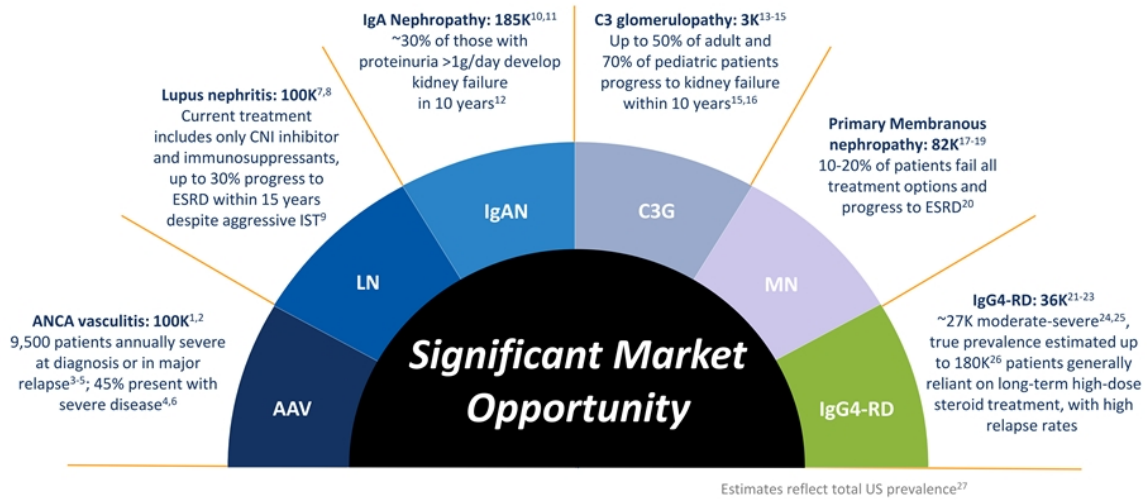 IgA Nephropathy: 185K10,11
~30% of those with
proteinuria >1g/day develop
kidney failure
in 10 years12
C3 glomerulopathy: 3K13-15
Up to 50% of adult and
70% of pediatric patients
progress to kidney failure
within 10 years15,16
Lupus nephritis: 100K7,8
Current treatment
includes only CNI inhibitor
and immunosuppressants,
up to 30% progress to
ESRD within 15 years
despite aggressive IST9
Primary Membranous
nephropathy: 82K17-19
10-20% of patients fail all
treatment options and
progress to ESRD20
ANCA vasculitis: 100K1,2
9,500 patients annually severe
at diagnosis or in major
relapse3-5; 45% present with
severe disease4,6
IgG4-RD: 36K21-23
~27K moderate-severe24,25,
true prevalence estimated up
to 180K26 patients generally
reliant on long-term high-dose
steroid treatment, with high
relapse rates
AAV
LN
IgAN
C3G
MN
IgG4-RD
Significant Market
Opportunity
Estimates reflect total US prevalence27